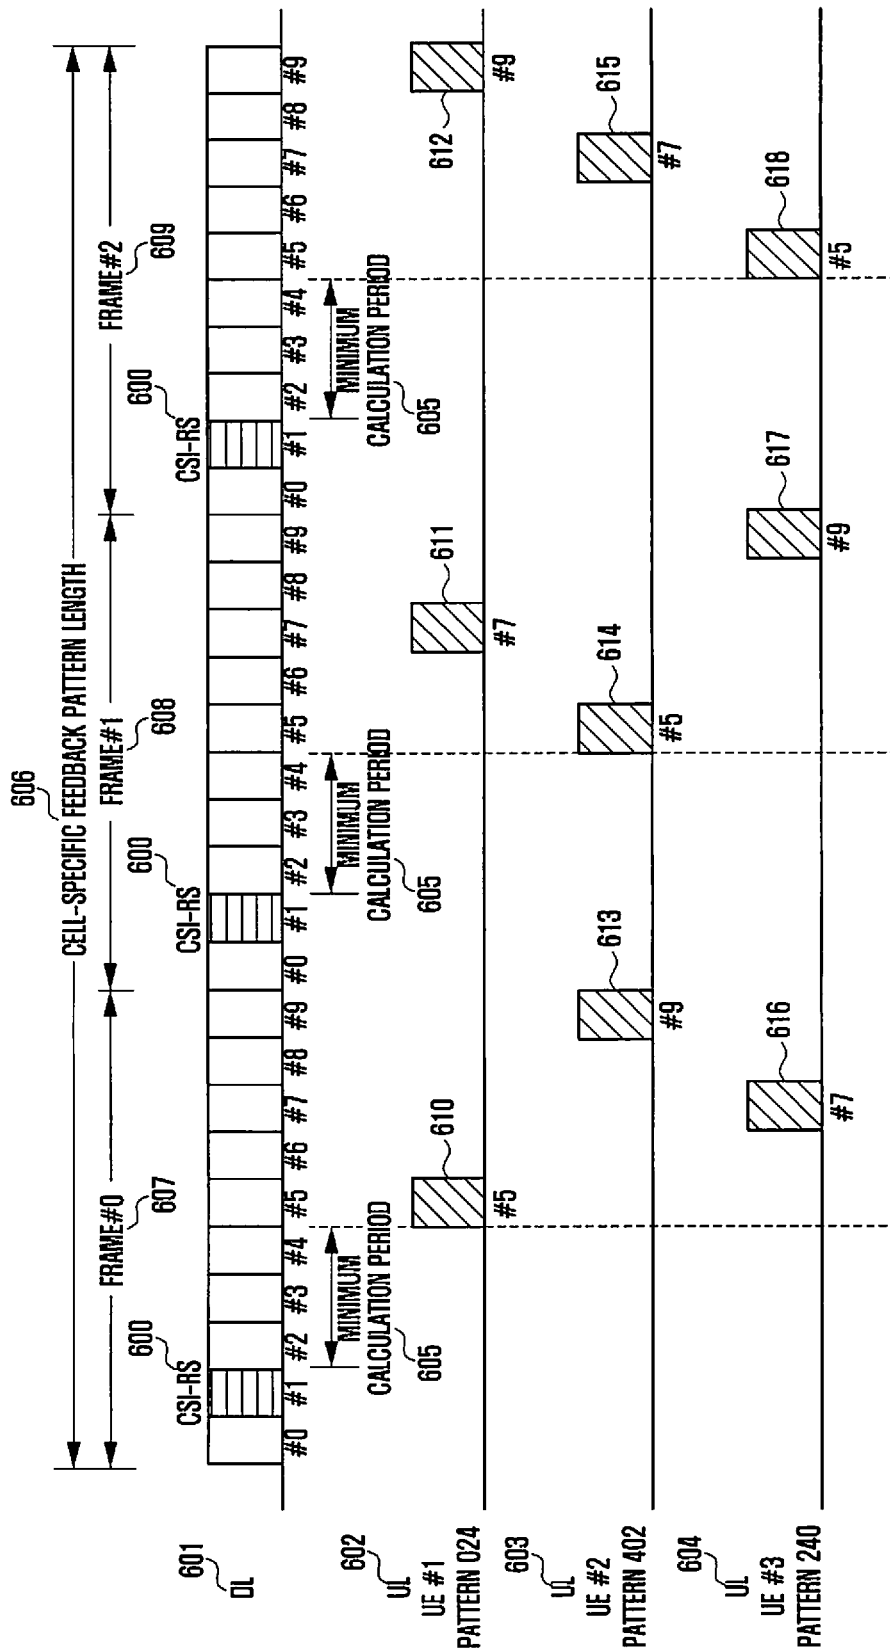 606
CELL-SPECIFIC FEEDBACK PATTERN LENGTH
FRAME#0
607
FRAME#1
608
FRAME#2
609
CSI-RS
600
CSI-RS
600
CSI-RS
600
601
DL
#0 #1 #2 #3 #4 #5 #6 #7 #8 #9 #0 #1 #2 #3 #4 #5 #6 #7 #8 #9 #0 #1 #2 #3 #4 #5 #6 #7 #8 #9
MINIMUM
CALCULATION PERIOD
605
MINIMUM
CALCULATION PERIOD
605
MINIMUM
CALCULATION PERIOD
605
602
UL
UE #1
PATTERN 024
610
#5
611
#7
612
#9
603
UL
UE #2
PATTERN 402
613
#9
614
#5
615
#7
604
UL
UE #3
PATTERN 240
616
#7
617
#9
618
#5